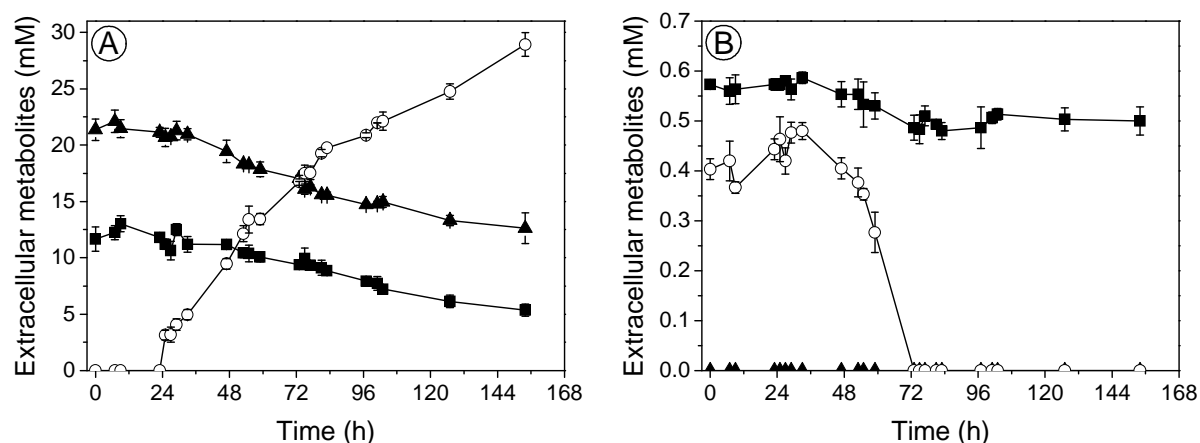 A
Extracellular metabolites (mM)
30
25
20
15
10
5
0
0 24 48 72 96 120 144 168
Time (h)
B
Extracellular metabolites (mM)
0.7
0.6
0.5
0.4
0.3
0.2
0.1
0.0
0 24 48 72 96 120 144 168
Time (h)